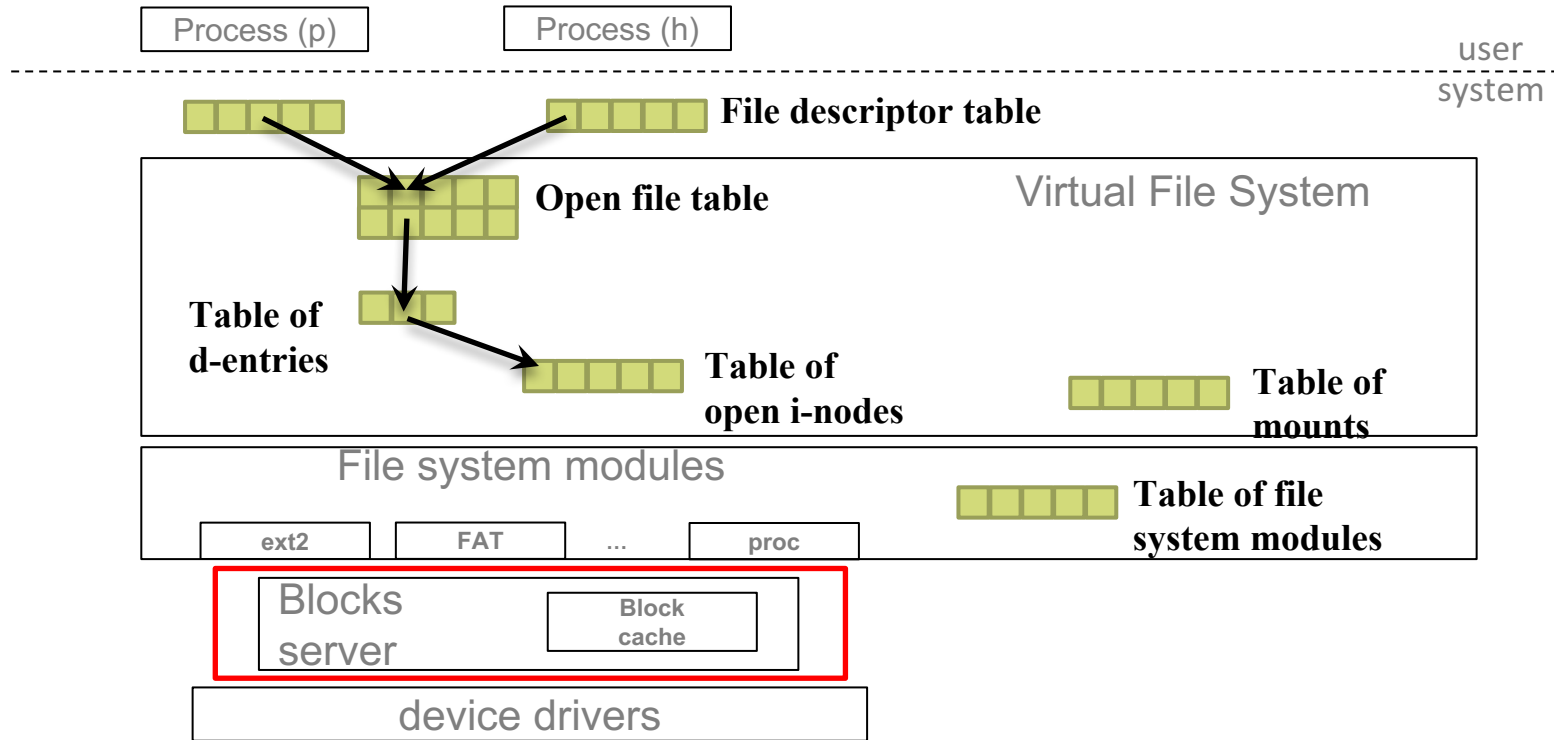 Process (p)
Process (h)
user
system
File descriptor table
Virtual File System
Open file table
Table of
d-entries
Table of
open i-nodes
Table of
mounts
File system modules
Table of file
system modules
ext2
FAT
...
proc
Blocks
server
Block
cache
device drivers